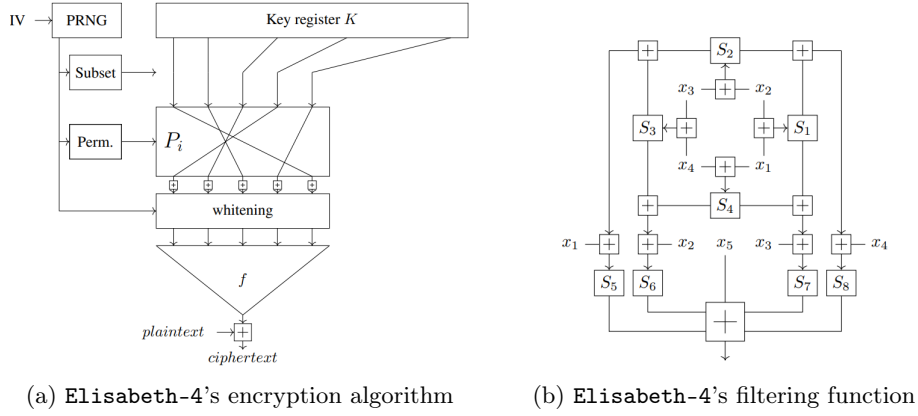 IV
PRNG
Key register K
Subset
Perm.
P_i
+ + + + +
whitening
f
plaintext
+
ciphertext
(a) Elisabeth-4's encryption algorithm
+ S_2 +
x_3 + x_2
S_3 + + S_1
x_4 + x_1
+ S_4 +
x_1 + + x_2 x_5 x_3 + + x_4
S_5 S_6 S_7 S_8
+
(b) Elisabeth-4's filtering function